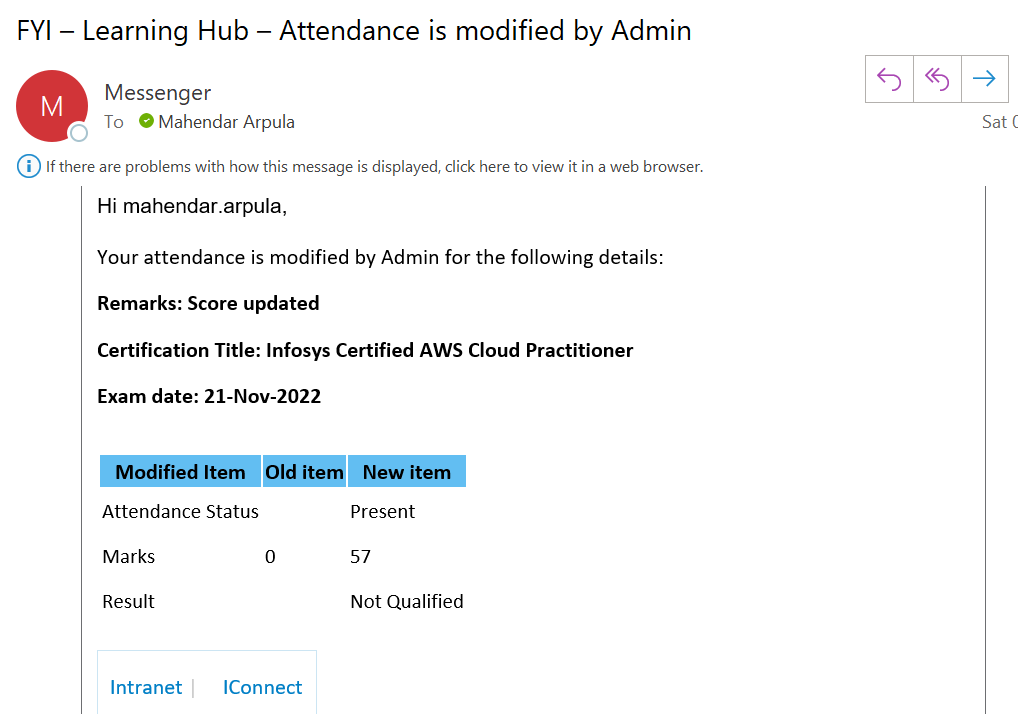 FYI – Learning Hub – Attendance is modified by Admin
M
Messenger
To Mahendar Arpula
Sat
If there are problems with how this message is displayed, click here to view it in a web browser.
Hi mahendar.arpula,
Your attendance is modified by Admin for the following details:
Remarks: Score updated
Certification Title: Infosys Certified AWS Cloud Practitioner
Exam date: 21-Nov-2022
Modified Item Old item New item
Attendance Status Present
Marks 0 57
Result Not Qualified
Intranet | IConnect